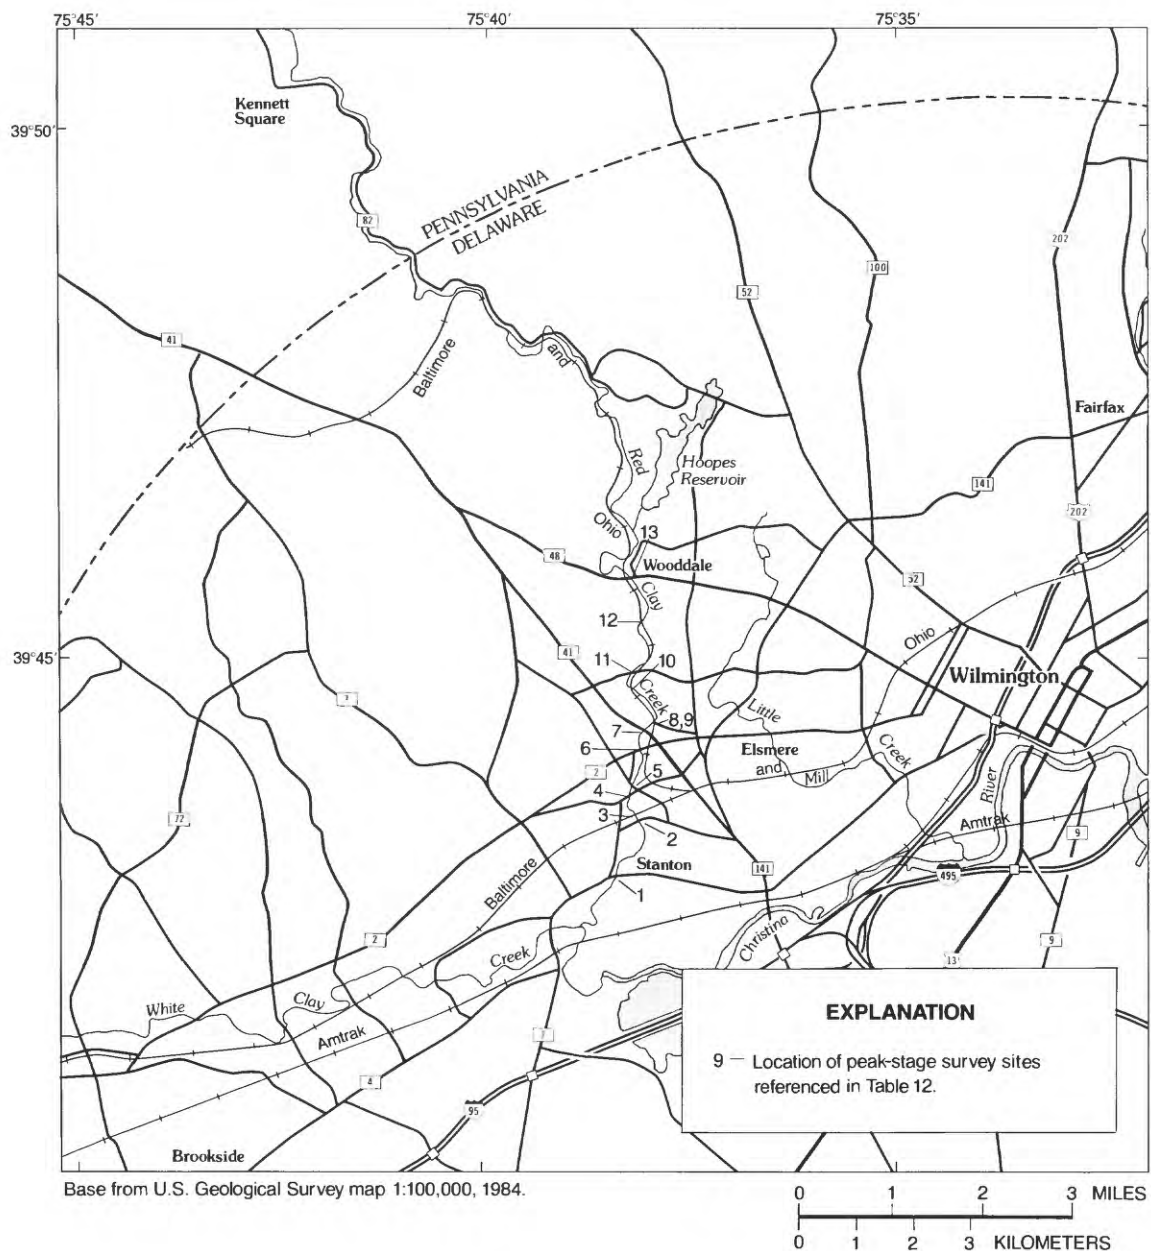 75°45′
75°40′
75°35′
Kennett
Square
39°50′
PENNSYLVANIA
DELAWARE
82
202
100
52
41
Baltimore
and
Fairfax
Red
Hoopes
Reservoir
141
202
Ohio
13
48
Wooddale
52
Clay
12
Ohio
39°45′
41
11
10
Wilmington
7
Creek
Little
8,9
7
6
Elsmere
and
Creek
2
5
Mill
4
River
3
Amtrak
72
2
9
Stanton
141
495
Baltimore
1
Christina
2
Creek
9
13
White
Clay
EXPLANATION
Amtrak
7
9 — Location of peak-stage survey sites
referenced in Table 12.
4
95
Brookside
Base from U.S. Geological Survey map 1:100,000, 1984.
0 1 2 3 MILES
0 1 2 3 KILOMETERS